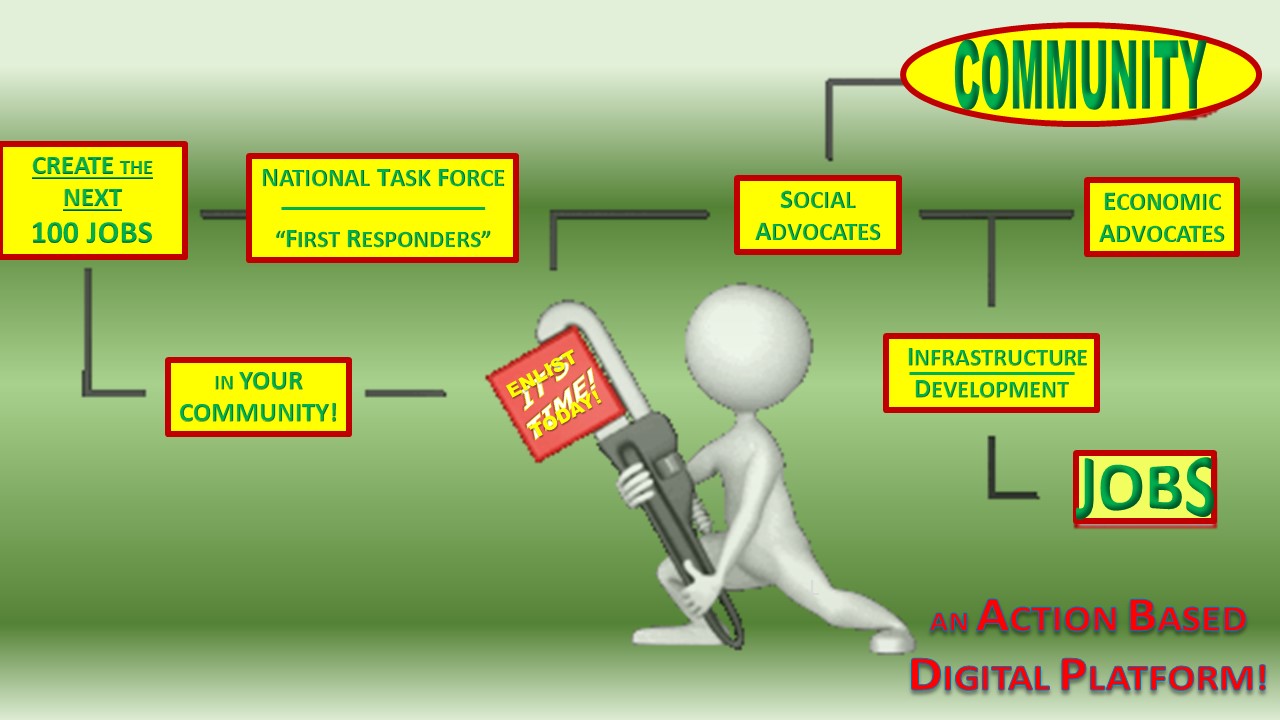 COMMUNITY
CREATE THE
NEXT
100 JOBS
NATIONAL TASK FORCE
"FIRST RESPONDERS"
SOCIAL
ADVOCATES
ECONOMIC
ADVOCATES
IN YOUR
COMMUNITY!
ENLIST
TODAY!
IT'S
TIME!
INFRASTRUCTURE
DEVELOPMENT
JOBS
AN ACTION BASED
DIGITAL PLATFORM!